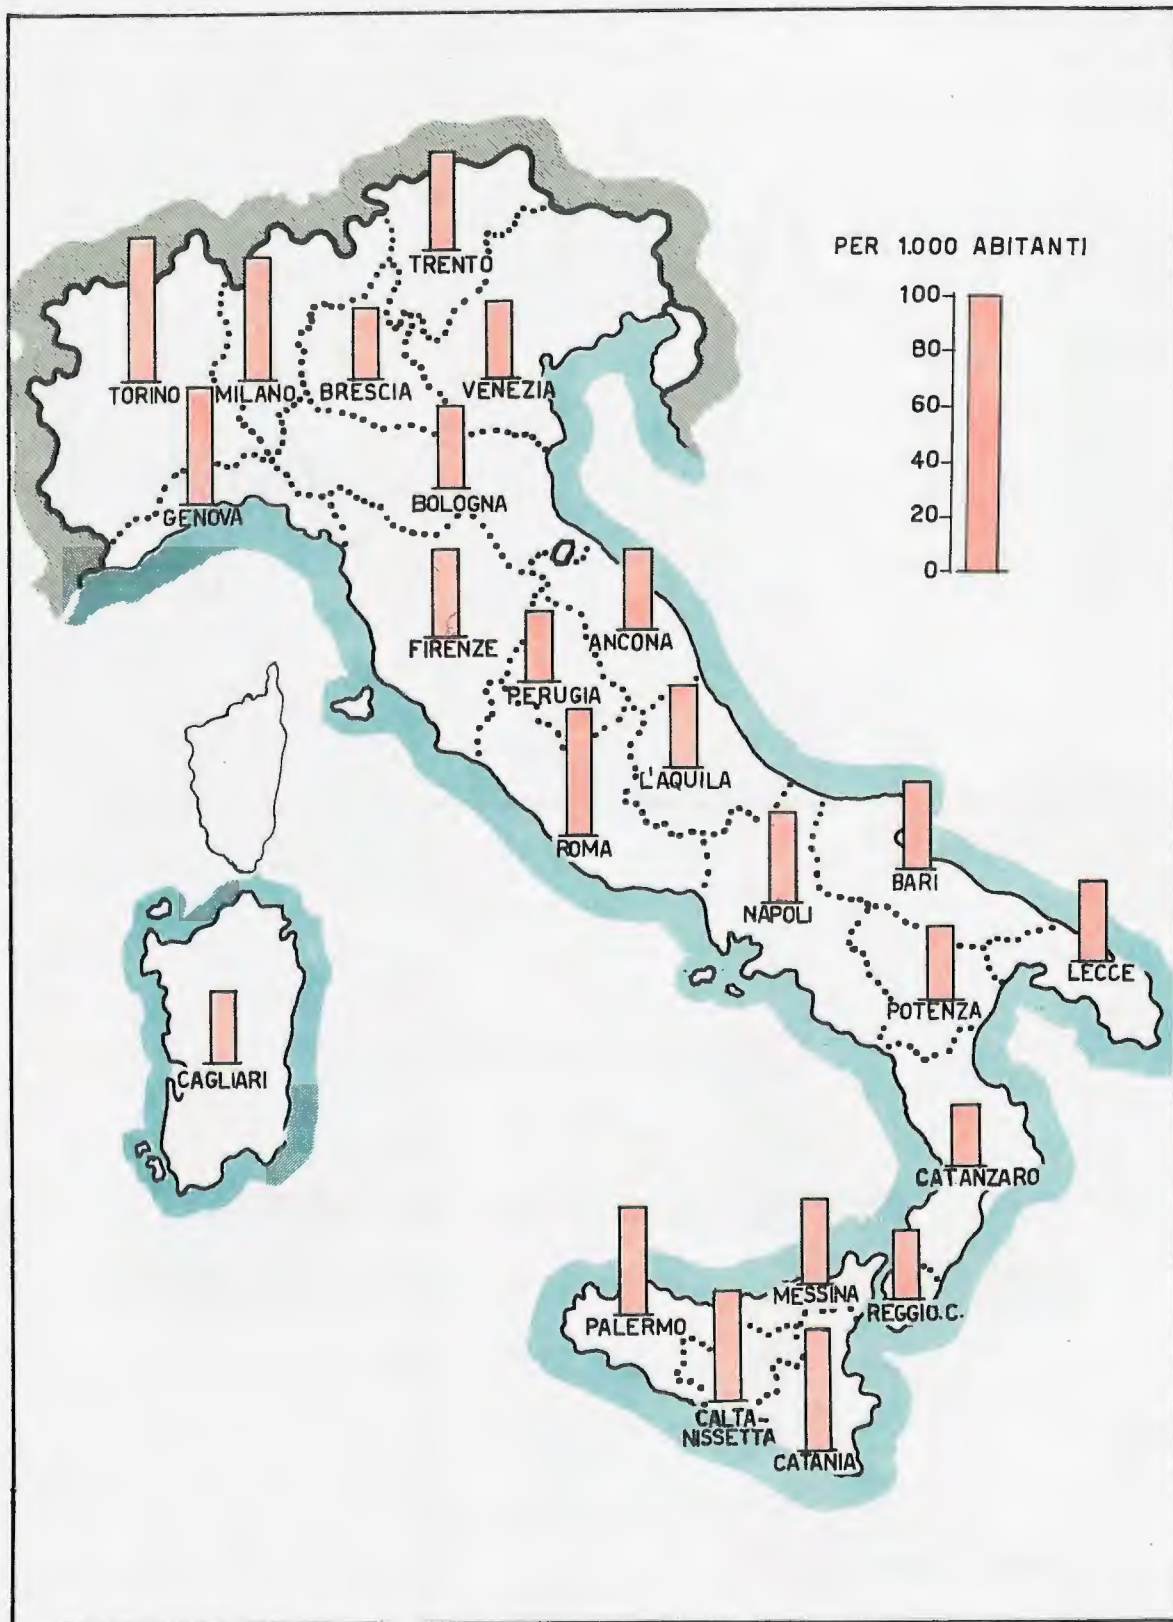 PER 1.000 ABITANTI
100
80
60
40
20
0
TRENTO
TORINO
MILANO
BRESCIA
VENEZIA
GENOVA
BOLOGNA
FIRENZE
ANCONA
PERUGIA
L'AQUILA
ROMA
BARI
NAPOLI
LECCE
POTENZA
CAGLIARI
CATANZARO
MESSINA
REGGIO.C.
PALERMO
CALTA-
NISSETTA
CATANIA